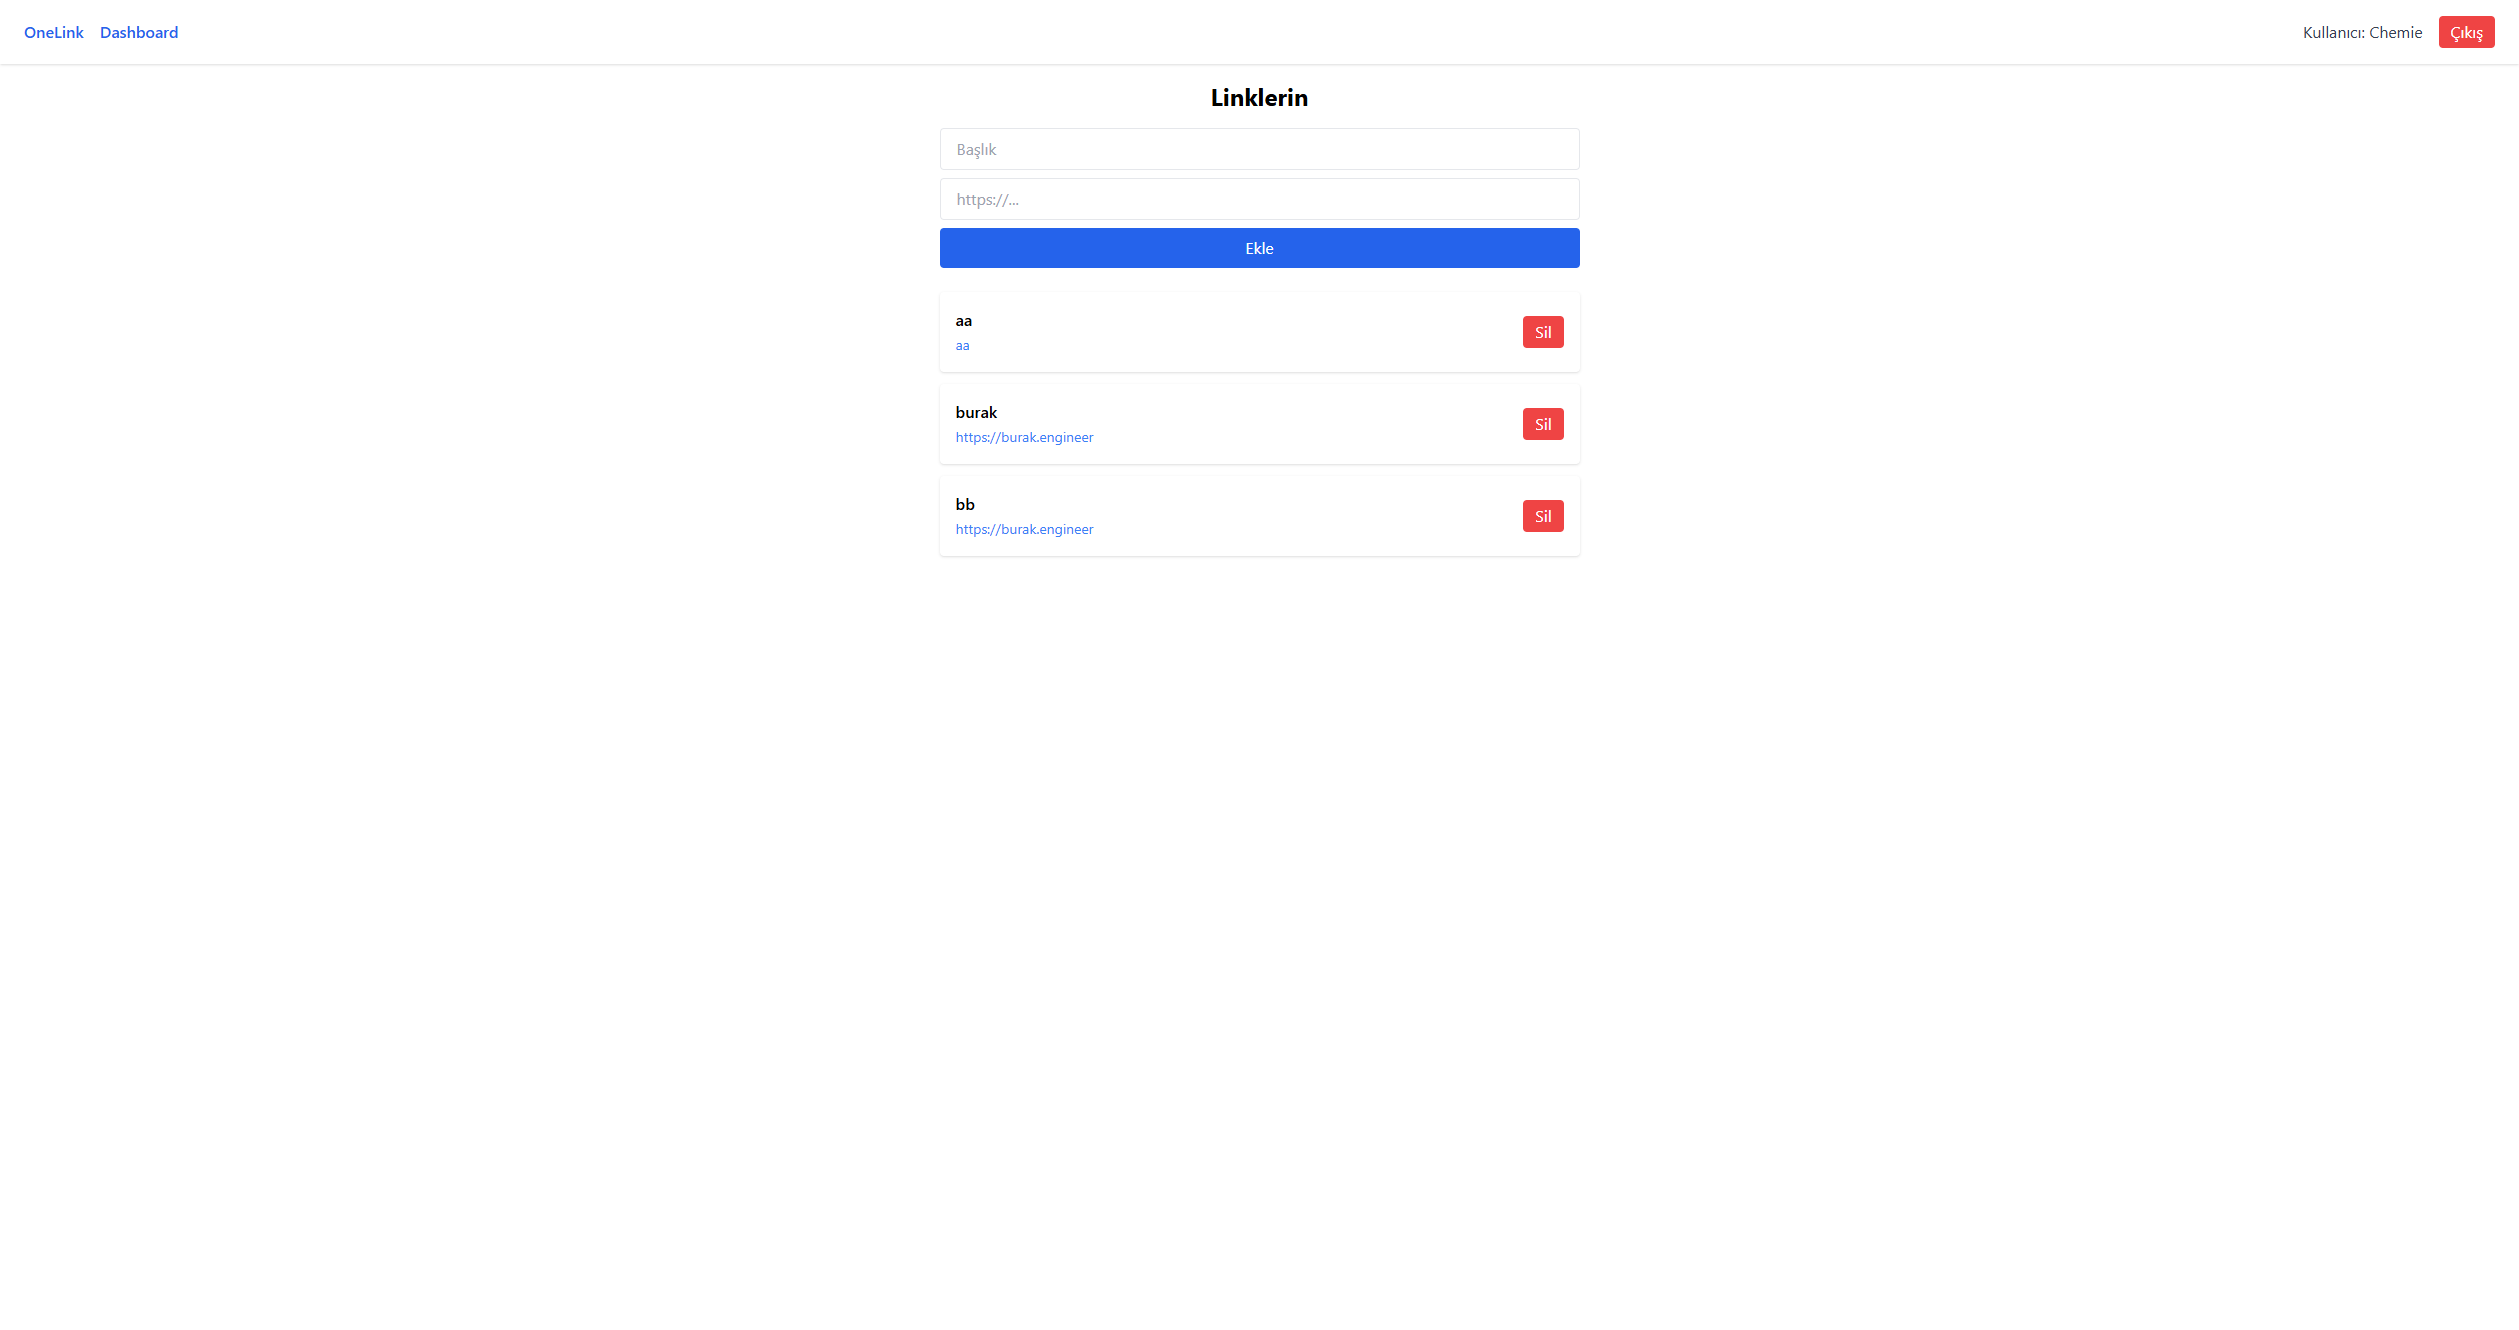 OneLink Dashboard Kullanıcı: Chemie Çıkış
Linklerin
Başlık
https://...
Ekle
aa
aa
Sil
burak
https://burak.engineer
Sil
bb
https://burak.engineer
Sil